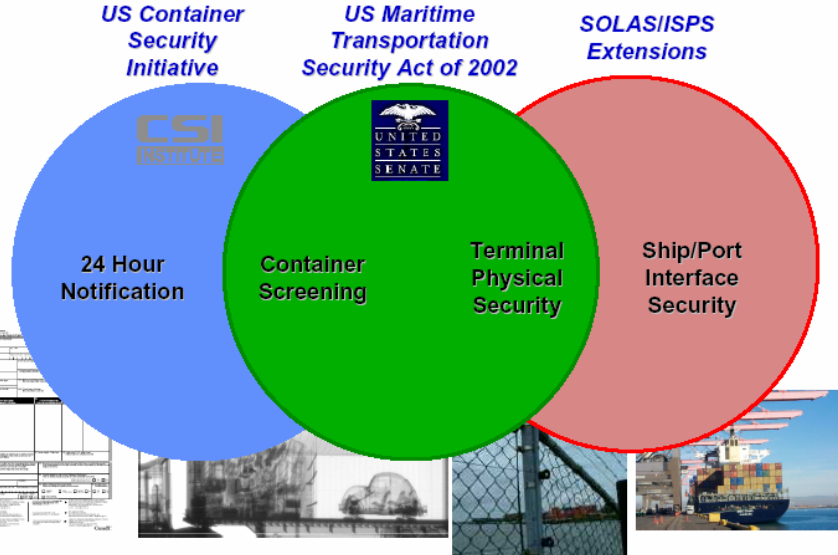 US Container
Security
Initiative
US Maritime
Transportation
Security Act of 2002
SOLAS/ISPS
Extensions
CSI
INSTITUTE
UNITED
STATES
SENATE
24 Hour
Notification
Container
Screening
Terminal
Physical
Security
Ship/Port
Interface
Security